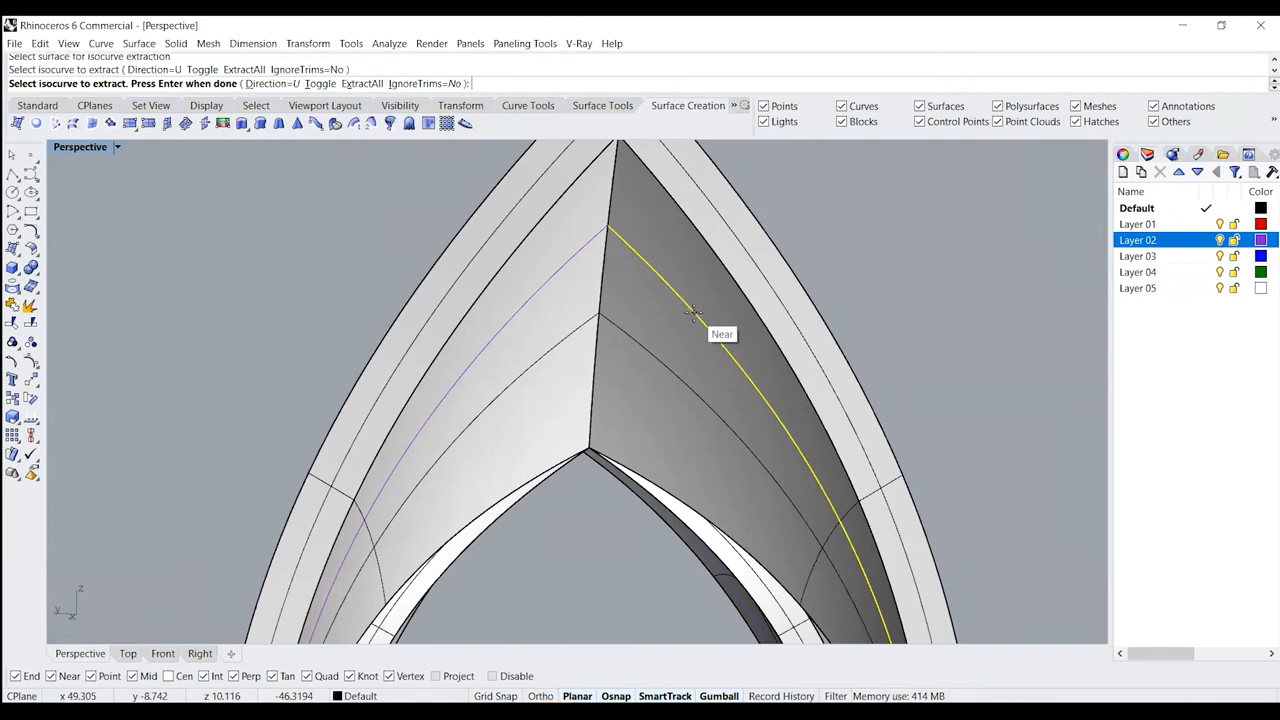 Rhinoceros 6 Commercial - [Perspective]
File Edit View Curve Surface Solid Mesh Dimension Transform Tools Analyze Render Panels Paneling Tools V-Ray Help
Select surface for isocurve extraction
Select isocurve to extract ( Direction=U Toggle ExtractAll IgnoreTrims=No )
Select isocurve to extract. Press Enter when done ( Direction=U Toggle ExtractAll IgnoreTrims=No ):
Standard CPlanes Set View Display Select Viewport Layout Visibility Transform Curve Tools Surface Tools Surface Creation »
Points Curves Surfaces Polysurfaces Meshes Annotations
Lights Blocks Control Points Point Clouds Hatches Others »
Perspective
Name Color
Default
Layer 01
Layer 02
Layer 03
Layer 04
Layer 05
Near
z
y
x
Perspective Top Front Right
End Near Point Mid Cen Int Perp Tan Quad Knot Vertex Project Disable
CPlane x 49.305 y -8.742 z 10.116 -46.3194 Default Grid Snap Ortho Planar Osnap SmartTrack Gumball Record History Filter Memory use: 414 MB